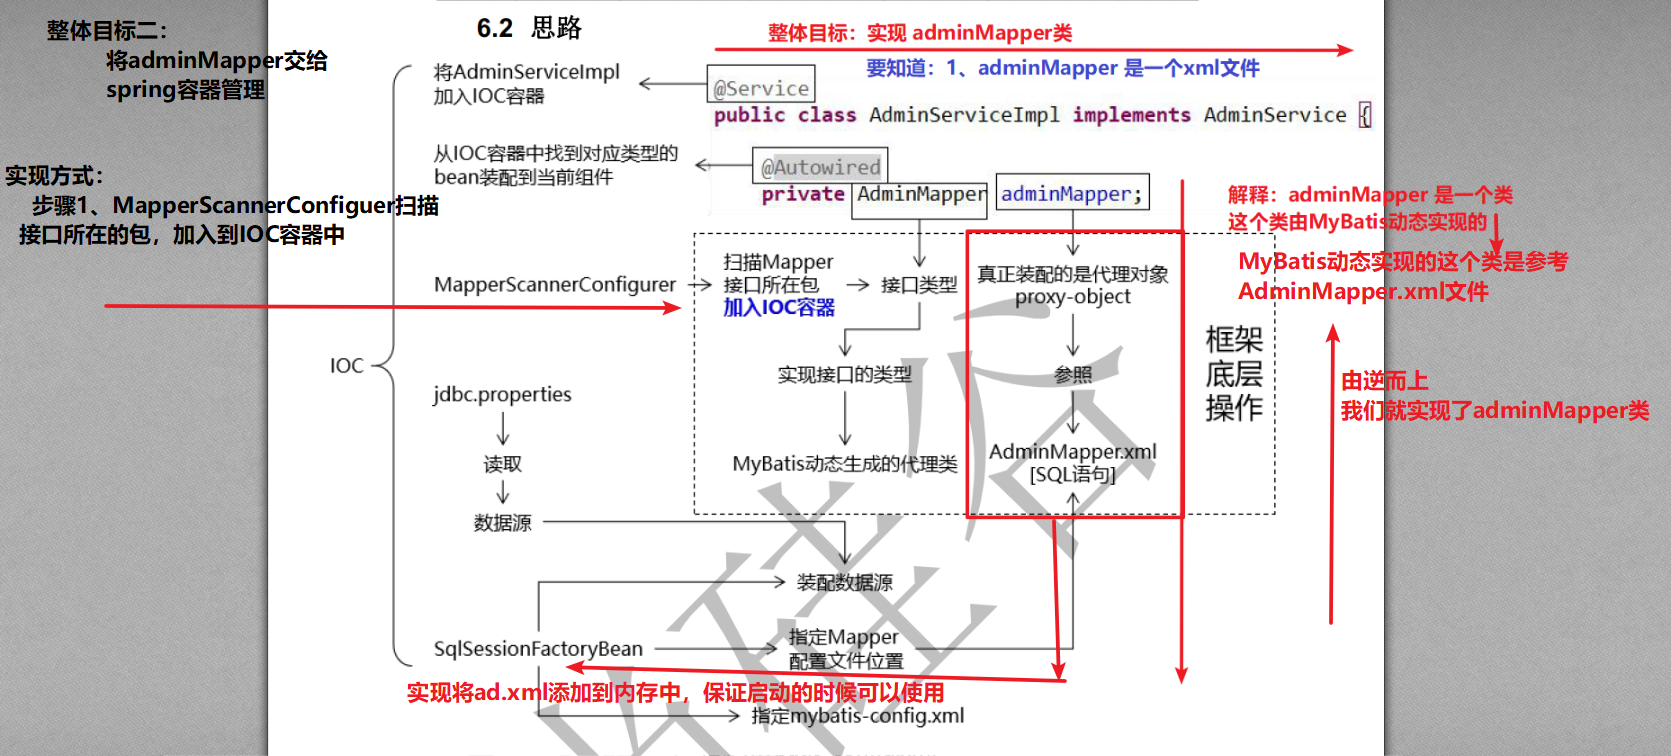 整体目标二：
将adminMapper交给
spring容器管理
6.2 思路
整体目标：实现 adminMapper类
要知道：1、adminMapper 是一个xml文件
将AdminServiceImpl
加入IOC容器
@Service
public class AdminServiceImpl implements AdminService {
从IOC容器中找到对应类型的
bean装配到当前组件
@Autowired
private AdminMapper adminMapper;
实现方式：
步骤1、MapperScannerConfiguer扫描
接口所在的包，加入到IOC容器中
解释：adminMapper 是一个类
这个类由MyBatis动态实现的
MyBatis动态实现的这个类是参考
AdminMapper.xml文件
MapperScannerConfigurer
扫描Mapper
接口所在包
加入IOC容器
接口类型
真正装配的是代理对象
proxy-object
框架
底层
操作
IOC
实现接口的类型
参照
由逆而上
我们就实现了adminMapper类
jdbc.properties
读取
MyBatis动态生成的代理类
AdminMapper.xml
[SQL语句]
数据源
装配数据源
SqlSessionFactoryBean
指定Mapper
配置文件位置
实现将ad.xml添加到内存中，保证启动的时候可以使用
指定mybatis-config.xml
硅谷